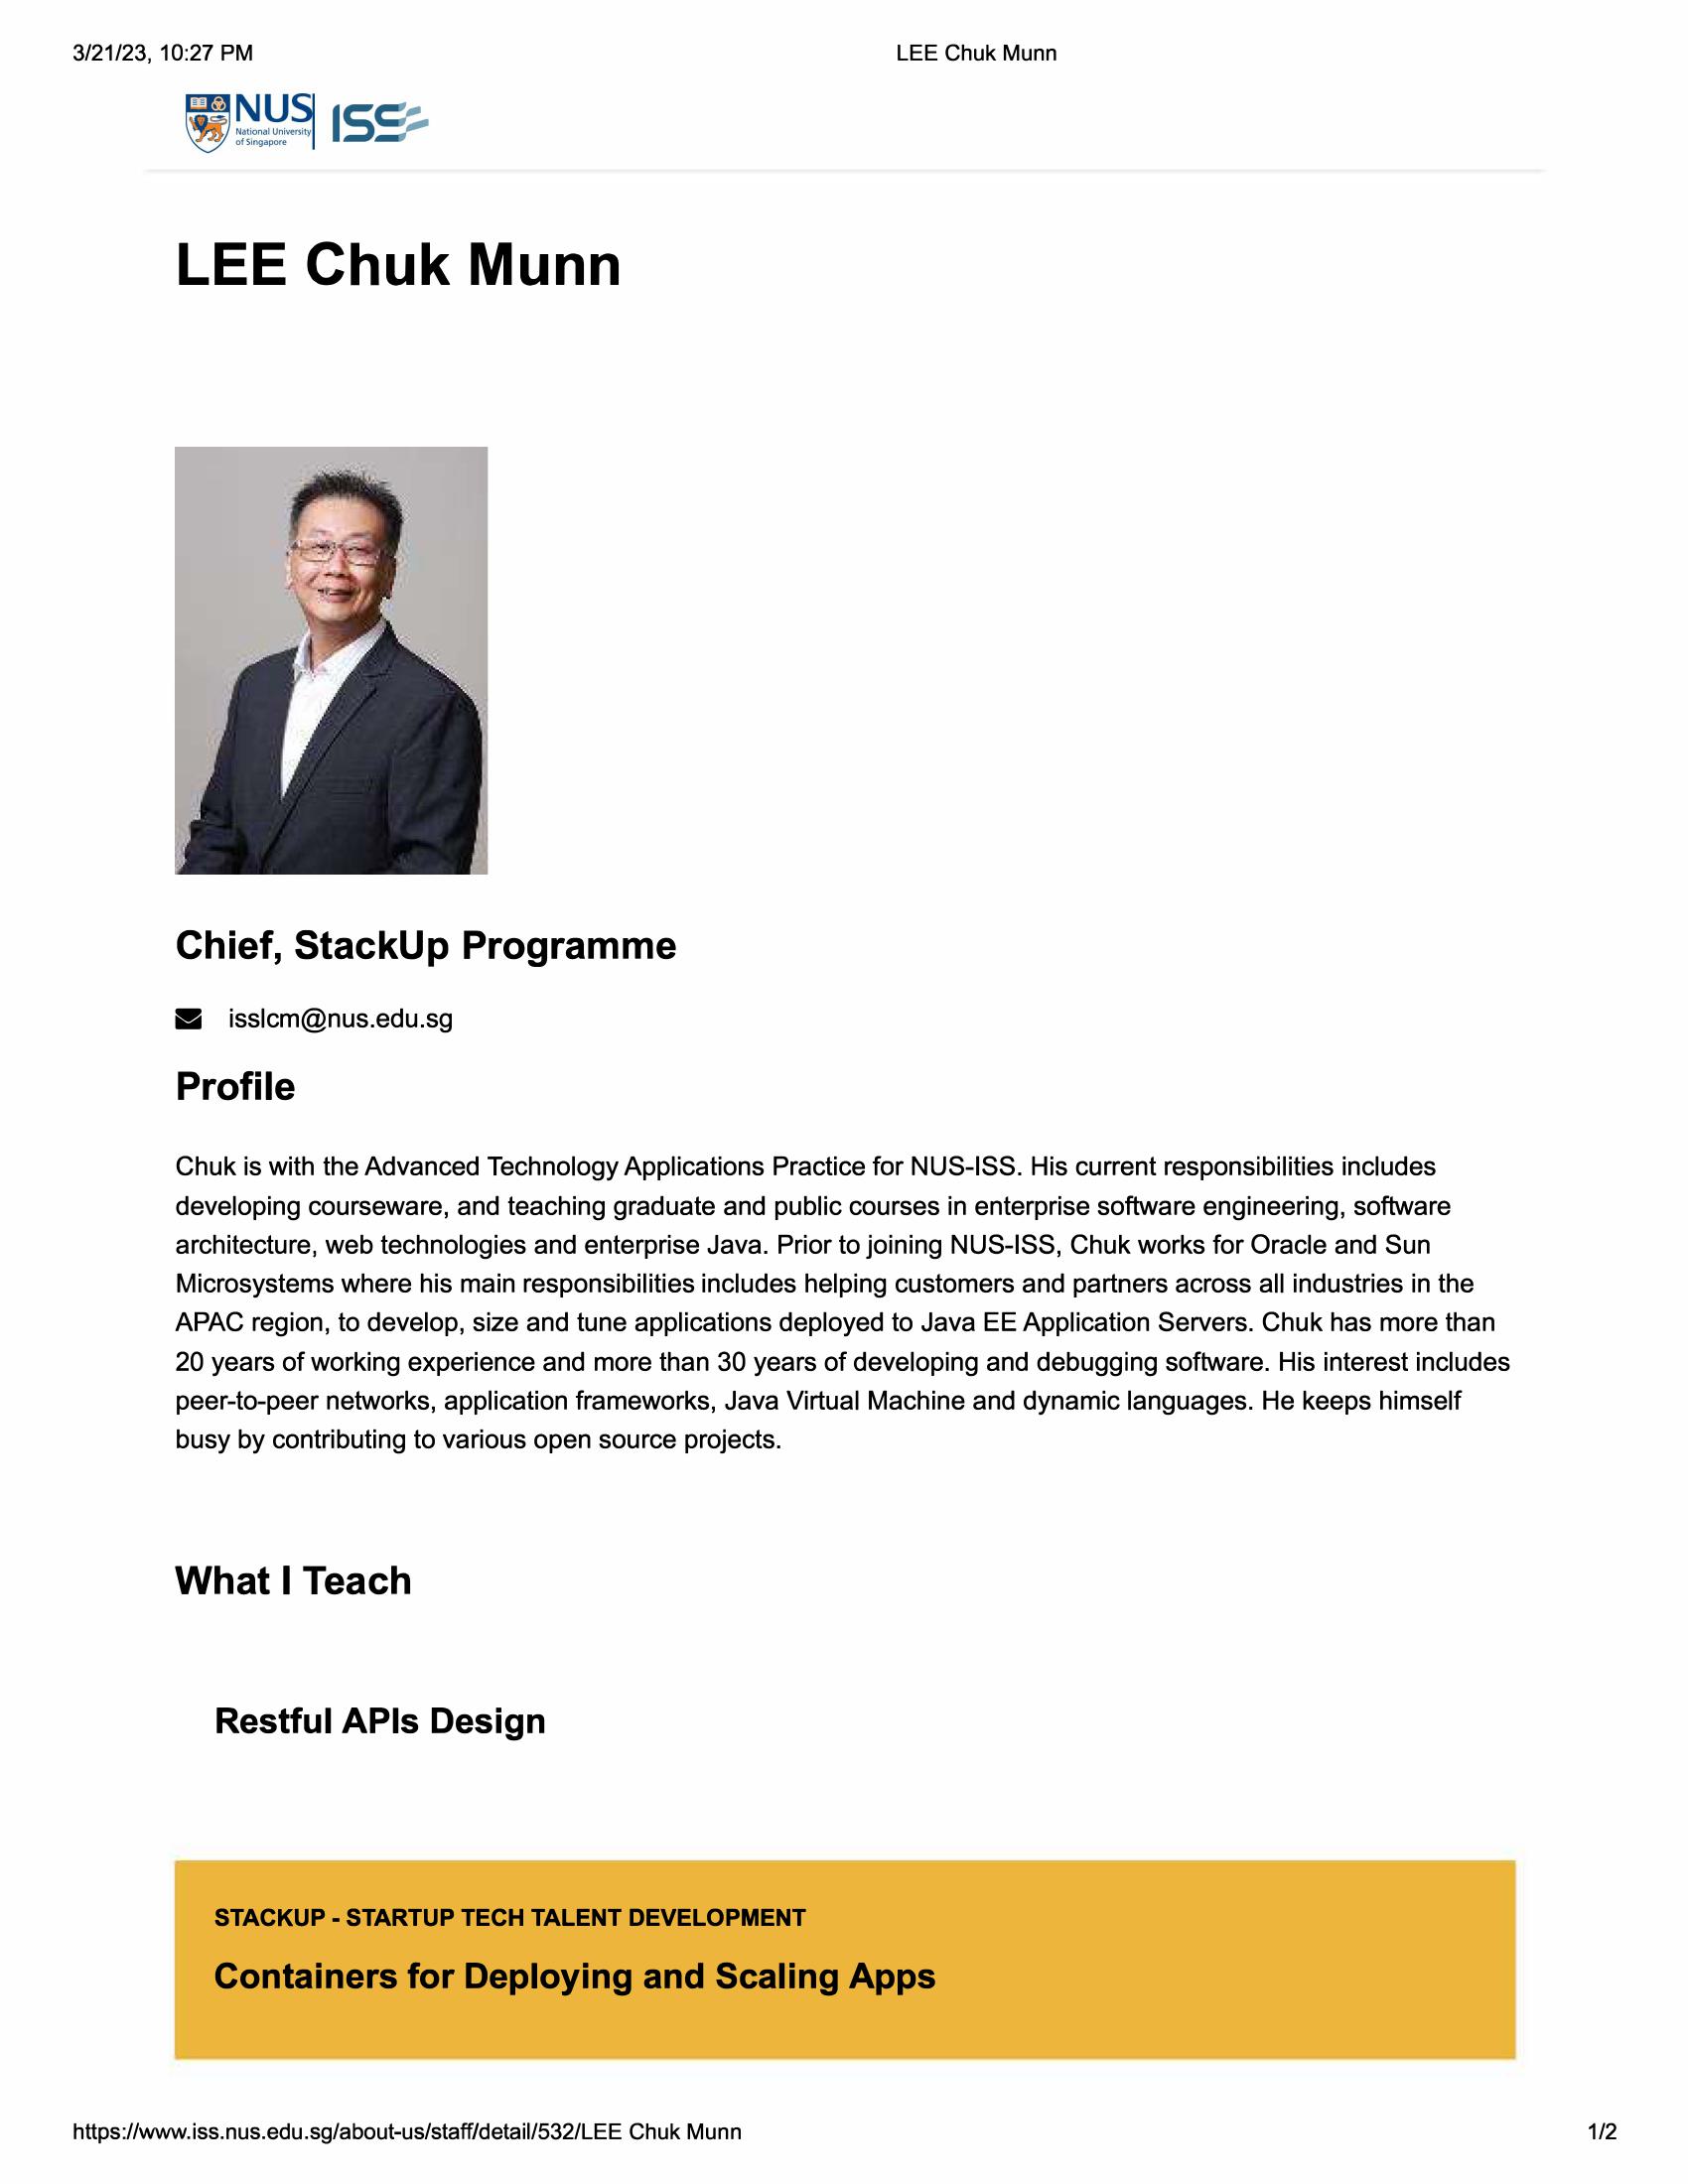 3/21/23, 10:27 PM
LEE Chuk Munn
NUS
National University
of Singapore
ISS
LEE Chuk Munn
Chief, StackUp Programme
isslcm@nus.edu.sg
Profile
Chuk is with the Advanced Technology Applications Practice for NUS-ISS. His current responsibilities includes
developing courseware, and teaching graduate and public courses in enterprise software engineering, software
architecture, web technologies and enterprise Java. Prior to joining NUS-ISS, Chuk works for Oracle and Sun
Microsystems where his main responsibilities includes helping customers and partners across all industries in the
APAC region, to develop, size and tune applications deployed to Java EE Application Servers. Chuk has more than
20 years of working experience and more than 30 years of developing and debugging software. His interest includes
peer-to-peer networks, application frameworks, Java Virtual Machine and dynamic languages. He keeps himself
busy by contributing to various open source projects.
What I Teach
Restful APIs Design
STACKUP - STARTUP TECH TALENT DEVELOPMENT
Containers for Deploying and Scaling Apps
https://www.iss.nus.edu.sg/about-us/staff/detail/532/LEE Chuk Munn
1/2